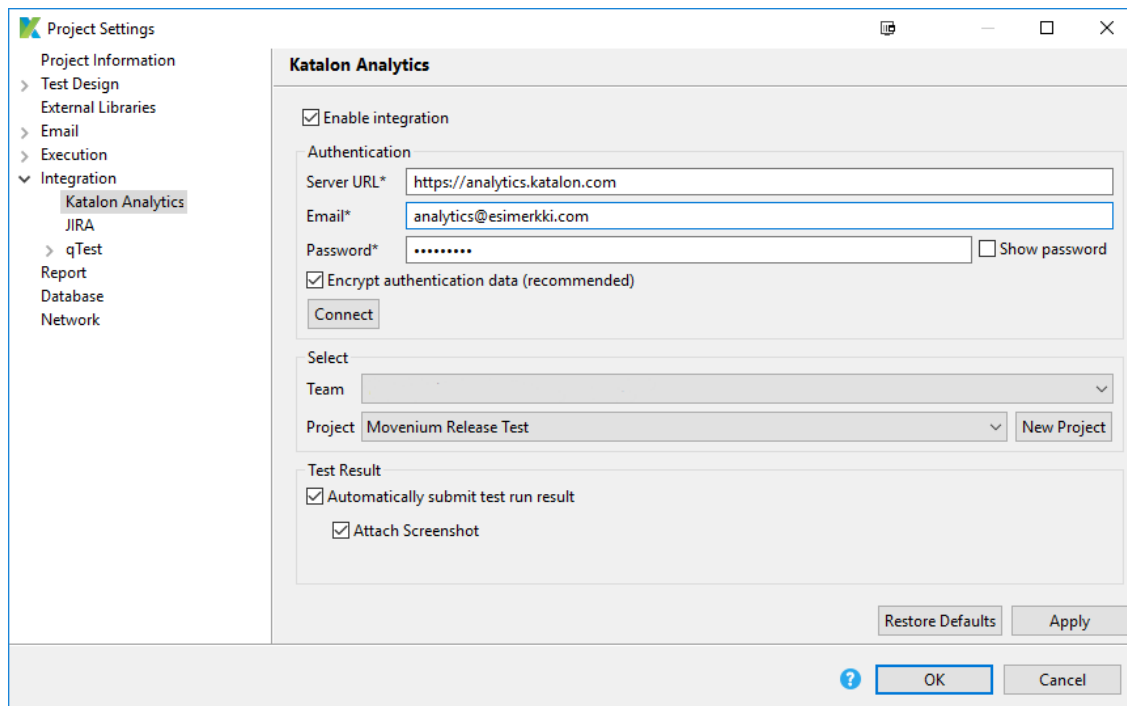 Project Settings
Project Information
Test Design
External Libraries
Email
Execution
Integration
Katalon Analytics
JIRA
qTest
Report
Database
Network
Katalon Analytics
Enable integration
Authentication
Server URL* https://analytics.katalon.com
Email* analytics@esimerkki.com
Password* ••••••••• Show password
Encrypt authentication data (recommended)
Connect
Select
Team
Project Movenium Release Test New Project
Test Result
Automatically submit test run result
Attach Screenshot
Restore Defaults Apply
? OK Cancel